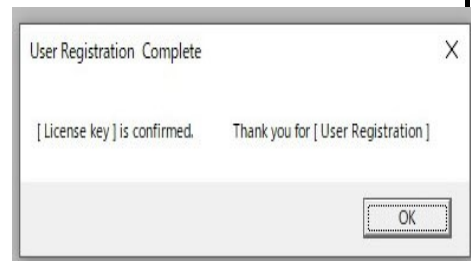 User Registration Complete
X
[ License key ] is confirmed. Thank you for [ User Registration ]
OK